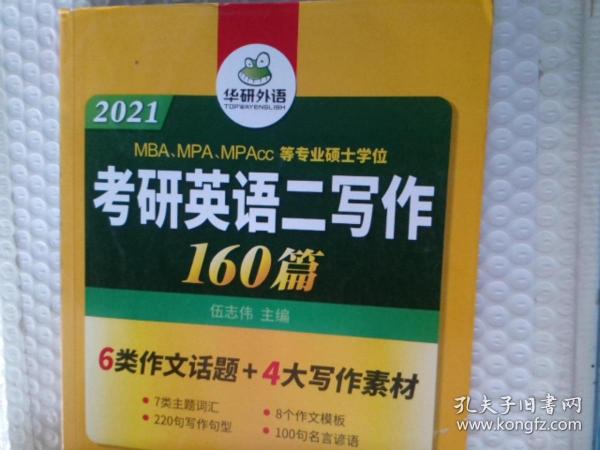 华研外语
TOPWAYENGLISH
2021
MBA、MPA、MPAcc 等专业硕士学位
考研英语二写作
160篇
伍志伟 主编
6类作文话题+4大写作素材
• 7类主题词汇 • 8个作文模板
• 220句写作句型 • 100句名言谚语
孔夫子旧书网
www.kongfz.com